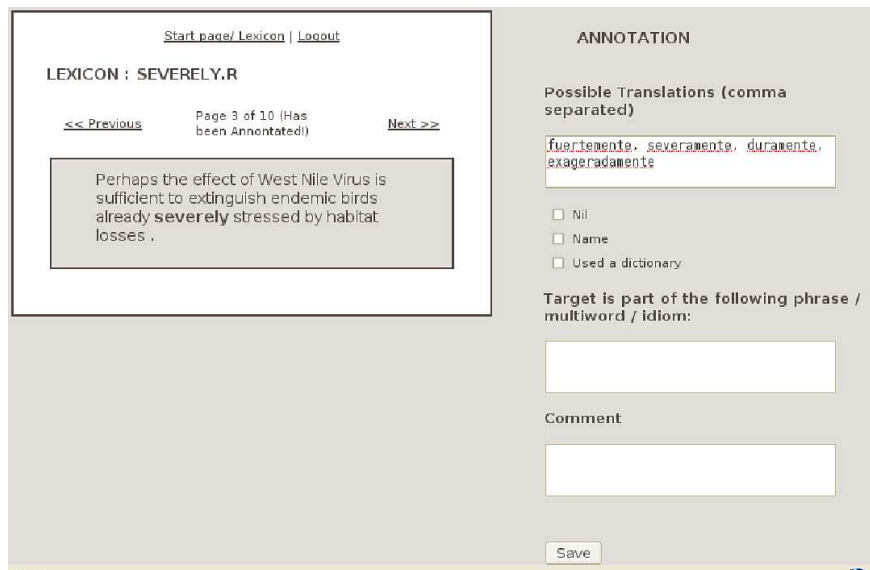 Start page/ Lexicon | Logout
LEXICON : SEVERELY.R
<< Previous
Page 3 of 10 (Has
been Annontated!)
Next >>
Perhaps the effect of West Nile Virus is
sufficient to extinguish endemic birds
already severely stressed by habitat
losses .
ANNOTATION
Possible Translations (comma
separated)
fuertemente, severamente, duramente,
exageradamente
Nil
Name
Used a dictionary
Target is part of the following phrase /
multiword / idiom:
Comment
Save